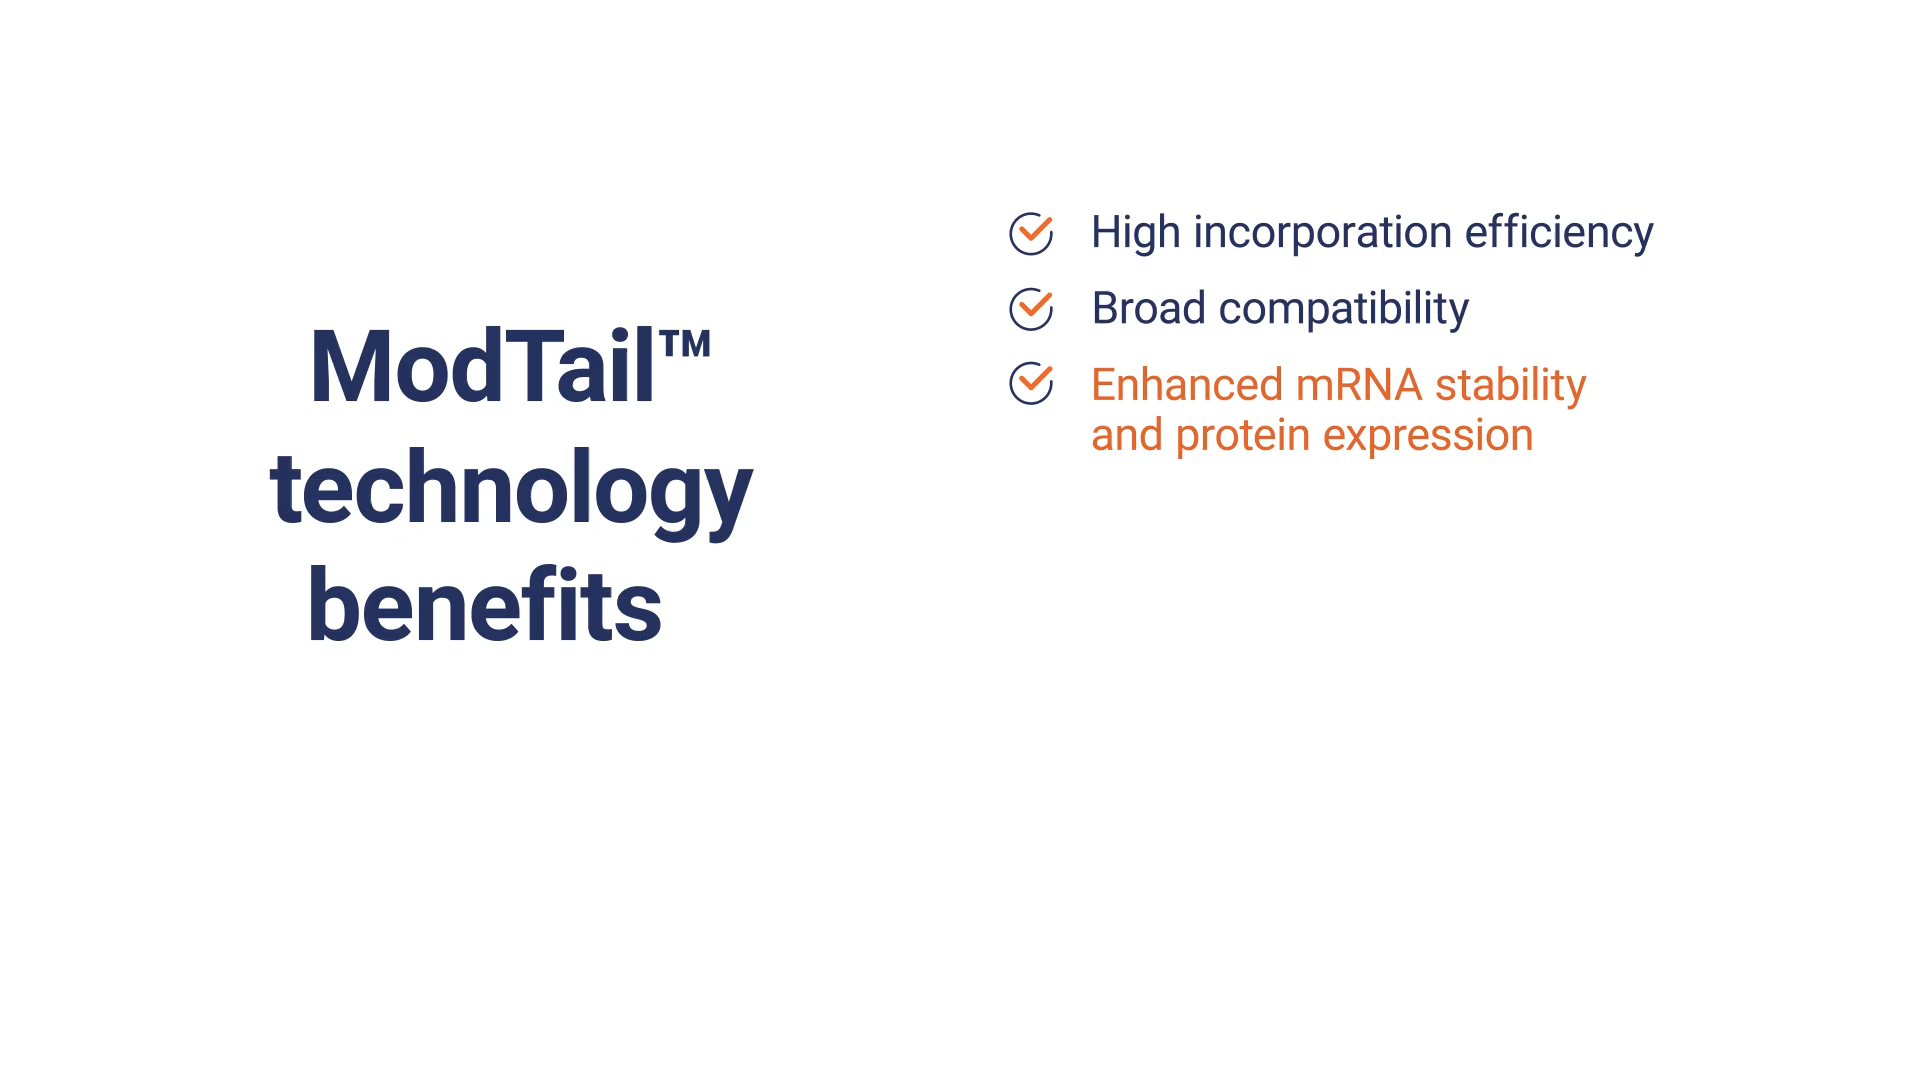 ModTail™
technology
benefits
High incorporation efficiency
Broad compatibility
Enhanced mRNA stability
and protein expression